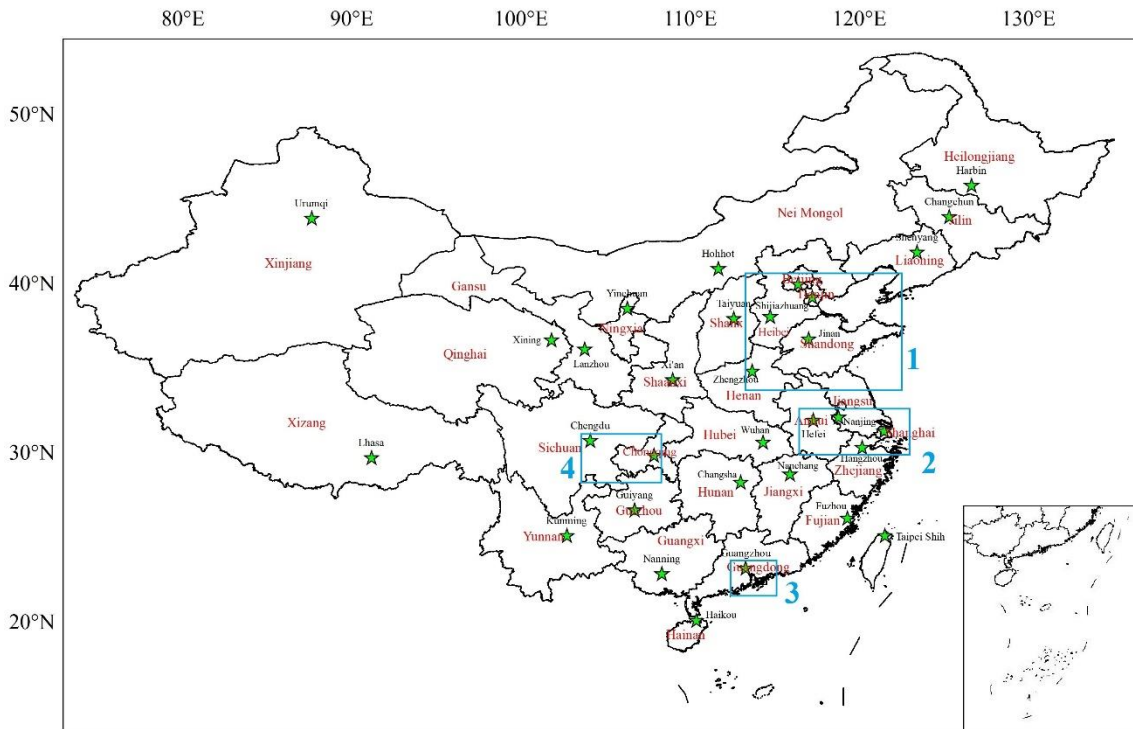 80°E 90°E 100°E 110°E 120°E 130°E
50°N
40°N
30°N
20°N
Heilongjiang
Harbin
Changchun
Jilin
Shenyang
Liaoning
Urumqi
Xinjiang
Nei Mongol
Hohhot
Gansu
Beijing
Tianjin
Yinchuan
Ningxia
Taiyuan
Shanxi
Shijiazhuang
Heibei
Jinan
Shandong
1
Xining
Qinghai
Lanzhou
Xi'an
Shaanxi
Zhengzhou
Henan
Jiangsu
Nanjing
Anhui
Hefei
Shanghai
2
Xizang
Lhasa
Chengdu
Sichuan
4
Chongqing
Hubei
Wuhan
Hangzhou
Zhejiang
Changsha
Hunan
Nanchang
Jiangxi
Guiyang
Guizhou
Fuzhou
Fujian
Kunming
Yunnan
Guangxi
Nanning
Guangzhou
Guangdong
3
Taipei Shih
Haikou
Hainan